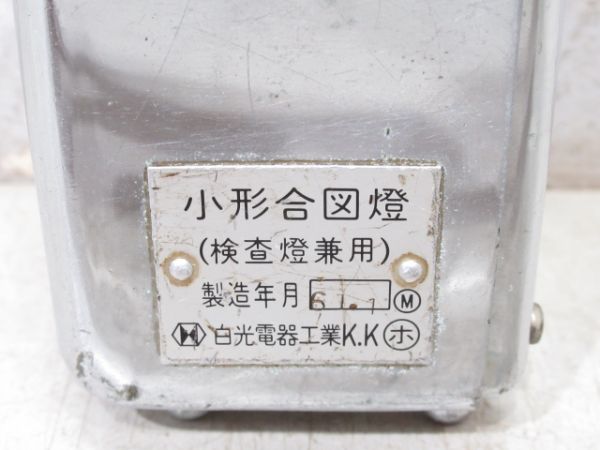 小形合図燈
(検査燈兼用)
製造年月 61.1 Ⓜ
白光電器工業K.K ㋭